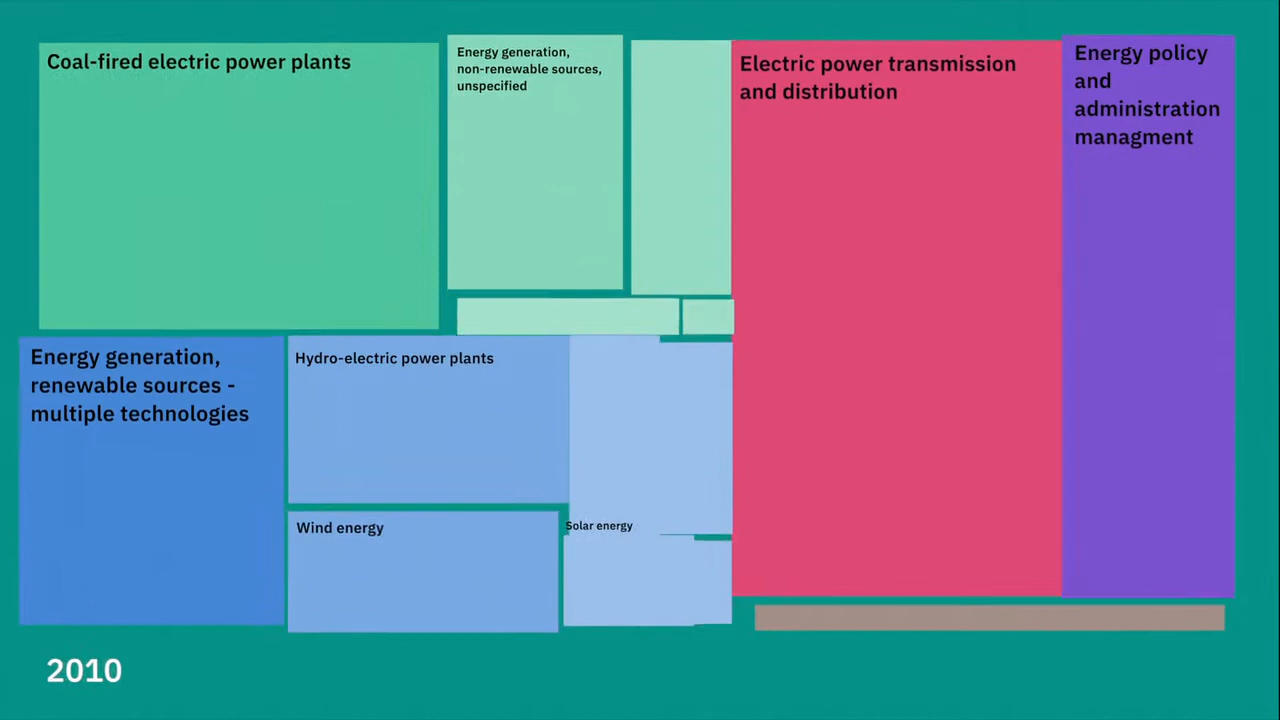 Coal-fired electric power plants
Energy generation,
non-renewable sources,
unspecified
Electric power transmission
and distribution
Energy policy
and
administration
managment
Energy generation,
renewable sources -
multiple technologies
Hydro-electric power plants
Wind energy
Solar energy
2010